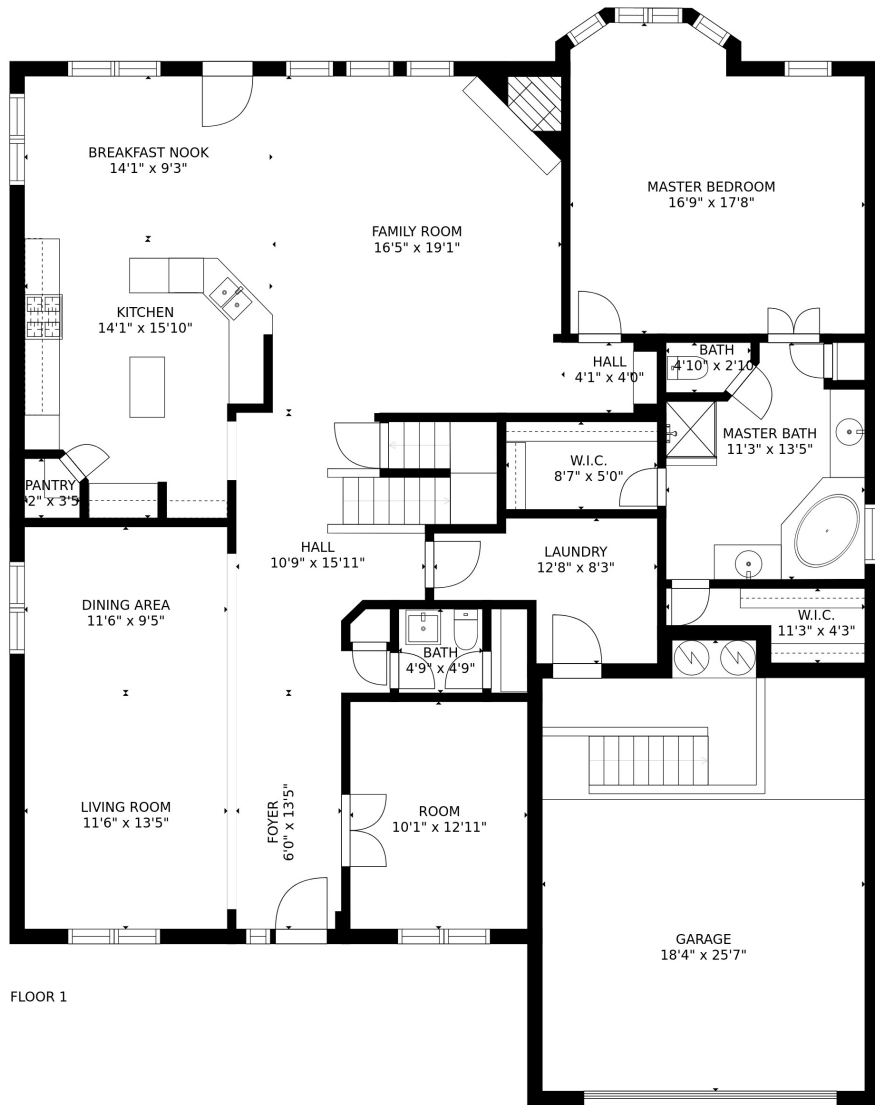 BREAKFAST NOOK
14'1" x 9'3"
MASTER BEDROOM
16'9" x 17'8"
FAMILY ROOM
16'5" x 19'1"
KITCHEN
14'1" x 15'10"
HALL
4'1" x 4'0"
BATH
4'10" x 2'10
MASTER BATH
11'3" x 13'5"
W.I.C.
8'7" x 5'0"
PANTRY
2" x 3'5
HALL
10'9" x 15'11"
LAUNDRY
12'8" x 8'3"
DINING AREA
11'6" x 9'5"
W.I.C.
11'3" x 4'3"
BATH
4'9" x 4'9"
LIVING ROOM
11'6" x 13'5"
FOYER
6'0" x 13'5"
ROOM
10'1" x 12'11"
GARAGE
18'4" x 25'7"
FLOOR 1